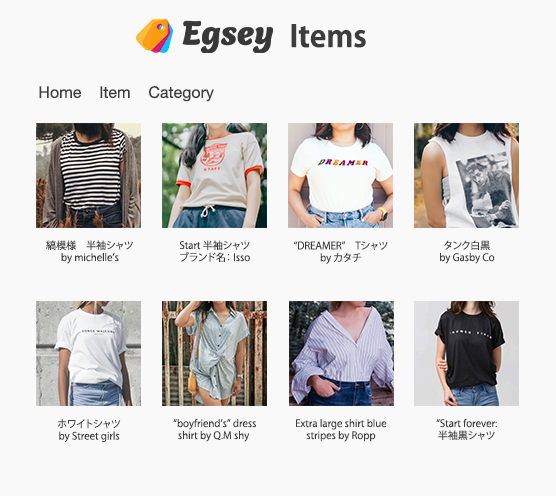 Egsey Items
Home Item Category
DREAMER
縞模様 半袖シャツ
by michelle's
Start 半袖シャツ
ブランド名: Isso
"DREAMER" Tシャツ
by カタチ
タンク白黒
by Gasby Co
ホワイトシャツ
by Street girls
"boyfriend's" dress
shirt by Q.M shy
Extra large shirt blue
stripes by Ropp
"Start forever:
半袖黒シャツ